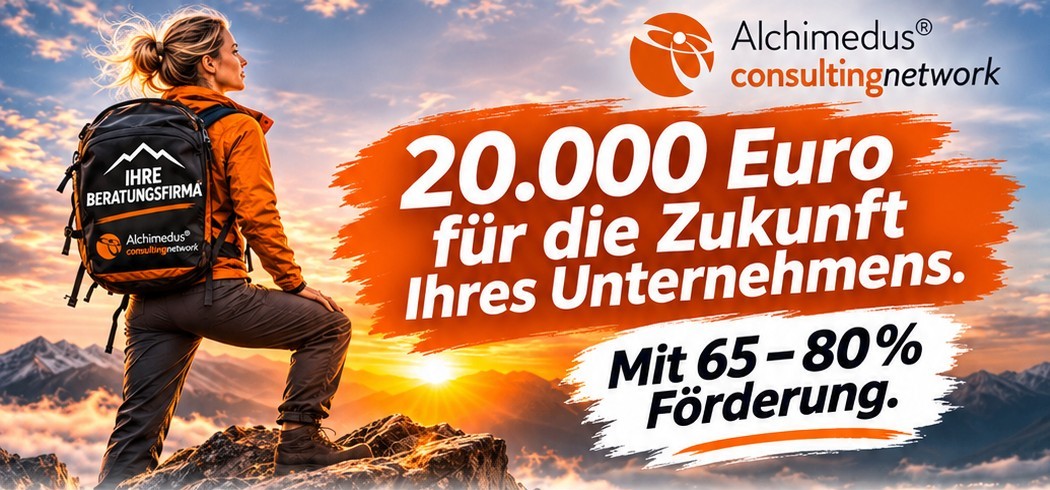 Alchimedus®
consultingnetwork
20.000 Euro
für die Zukunft
Ihres Unternehmens.
Mit 65 – 80 %
Förderung.
IHRE
BERATUNGSFIRMA
Alchimedus®
consultingnetwork